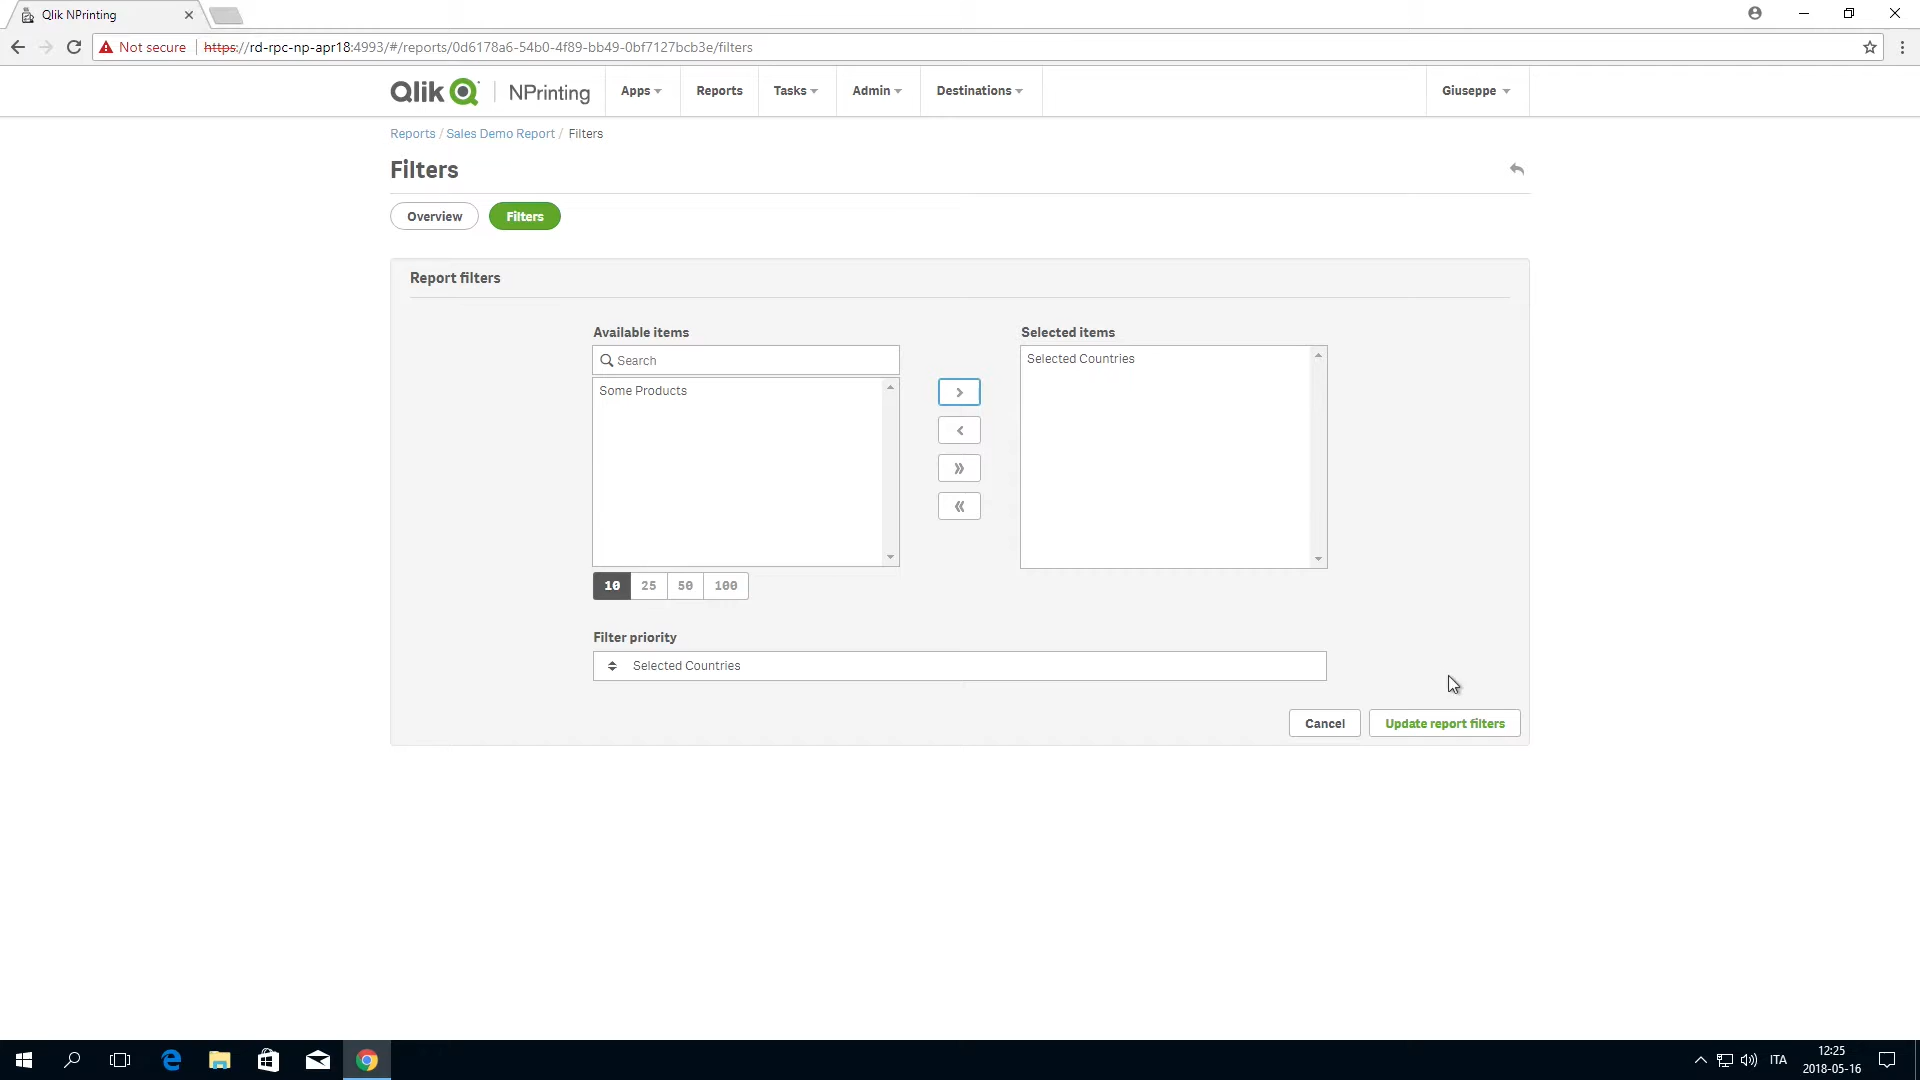 Qlik NPrinting
Not secure https://rd-rpc-np-apr18:4993/#/reports/0d6178a6-54b0-4f89-bb49-0bf7127bcb3e/filters
Qlik NPrinting Apps Reports Tasks Admin Destinations Giuseppe
Reports / Sales Demo Report / Filters
Filters
Overview Filters
Report filters
Available items Selected items
Search
Selected Countries
Some Products
10 25 50 100
Filter priority
Selected Countries
Cancel Update report filters
ITA
12:25
2018-05-16